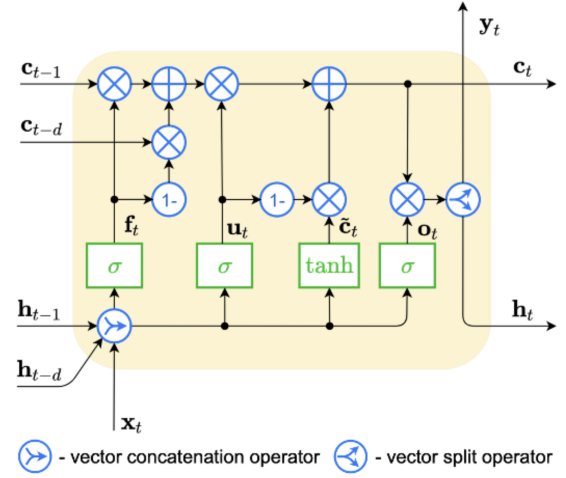 y_t
c_{t−1}
c_t
c_{t−d}
1-
1-
f_t
u_t
c̃_t
o_t
σ
σ
tanh
σ
h_{t−1}
h_t
h_{t−d}
x_t
- vector concatenation operator
- vector split operator